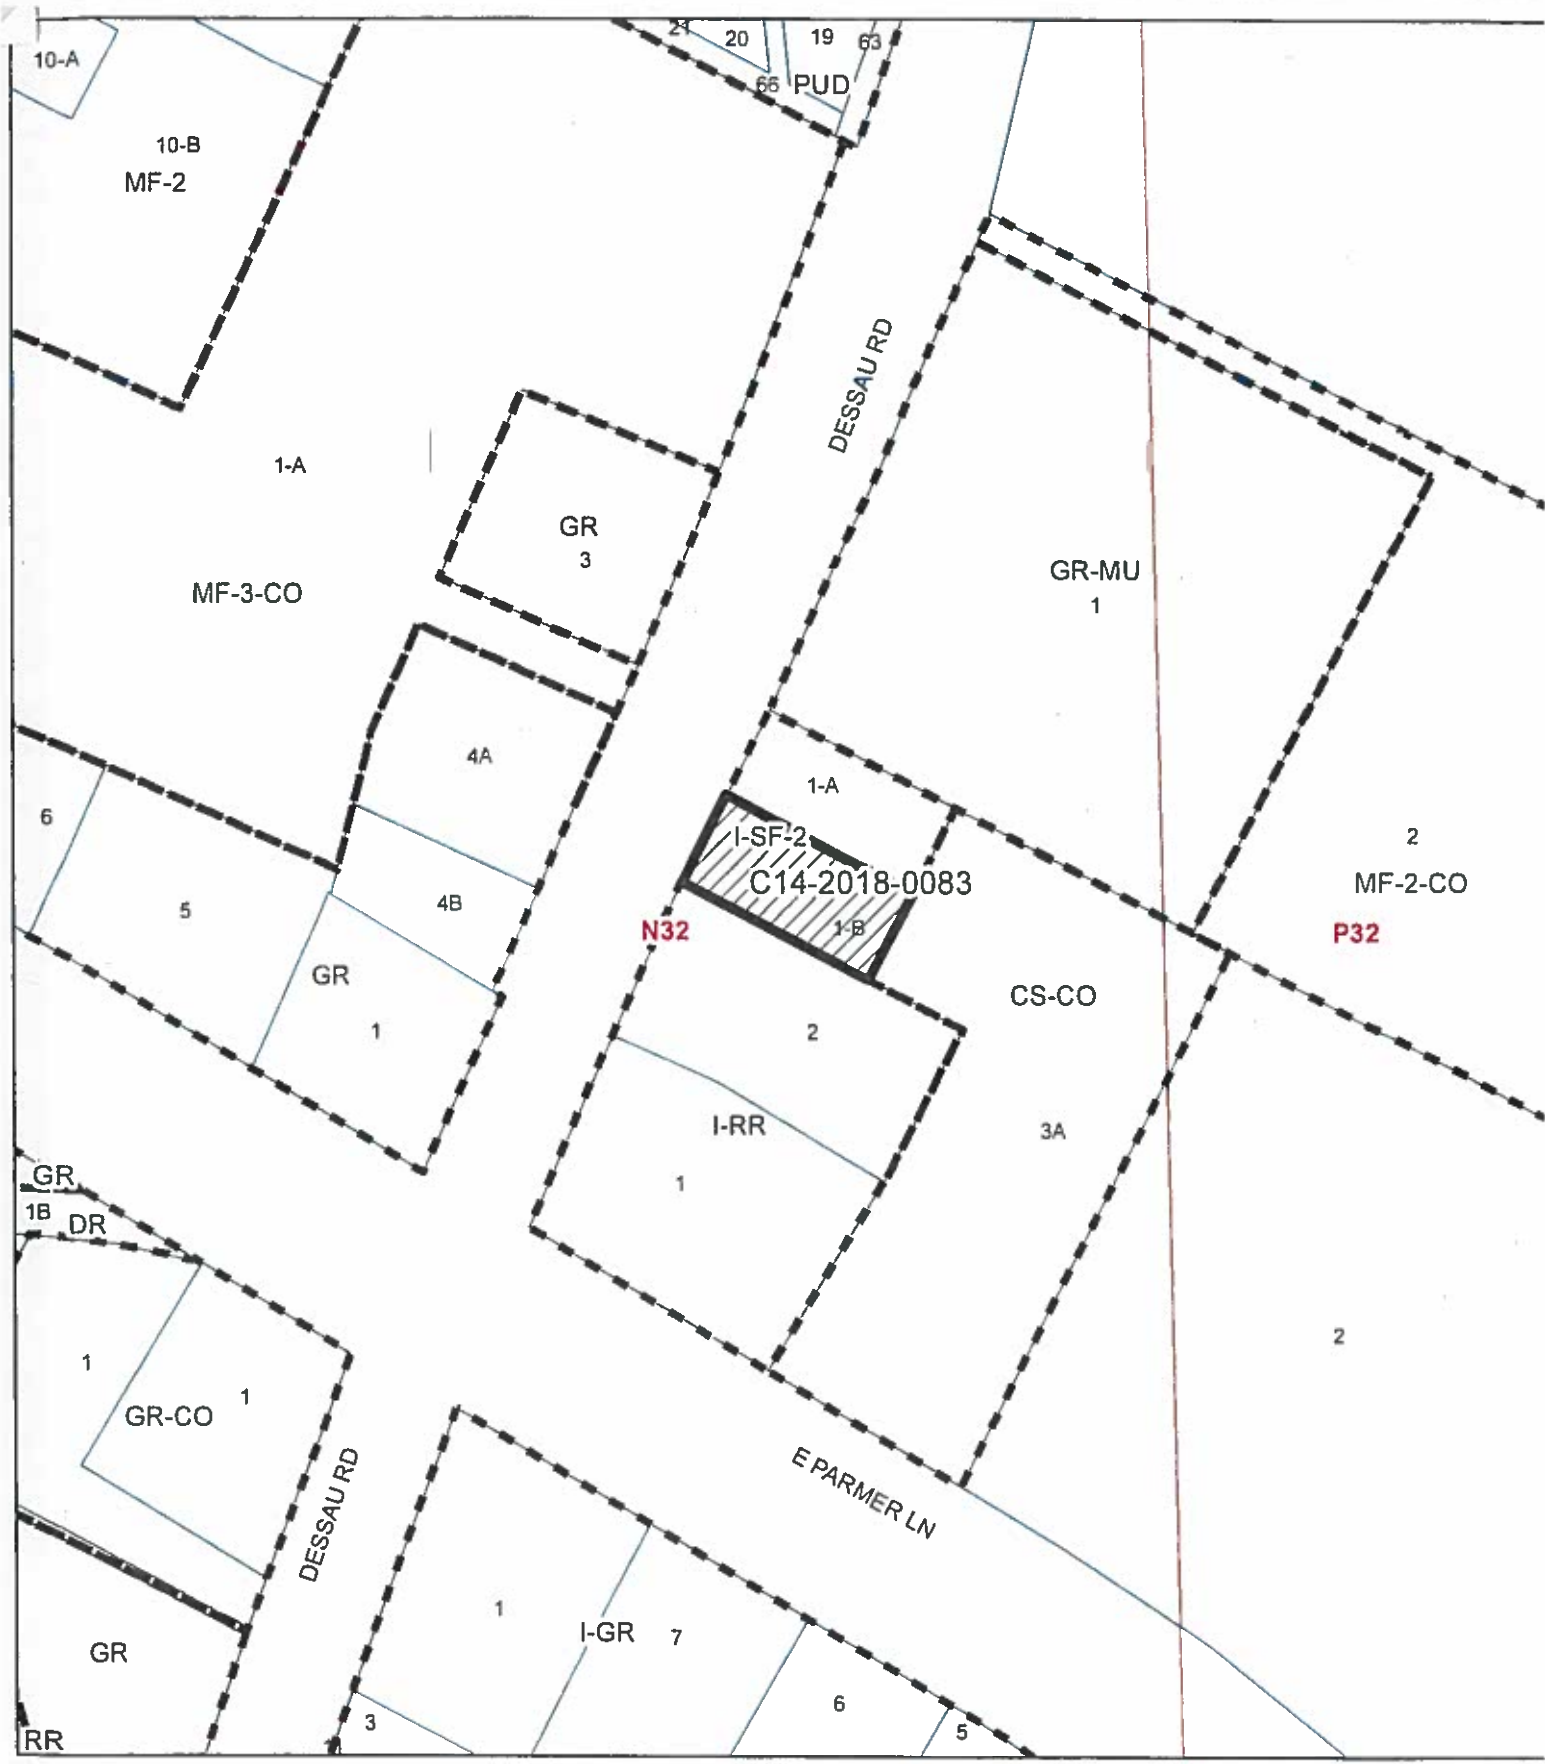 21
20
19
63
10-A
66
PUD
10-B
MF-2
DESSAU RD
1-A
GR
3
GR-MU
1
MF-3-CO
4A
1-A
6
I-SF-2
2
C14-2018-0083
MF-2-CO
4B
5
1-B
N32
P32
GR
CS-CO
1
2
I-RR
3A
GR
1
1B
DR
2
1
1
GR-CO
E PARMER LN
DESSAU RD
1
I-GR
7
GR
6
3
5
RR